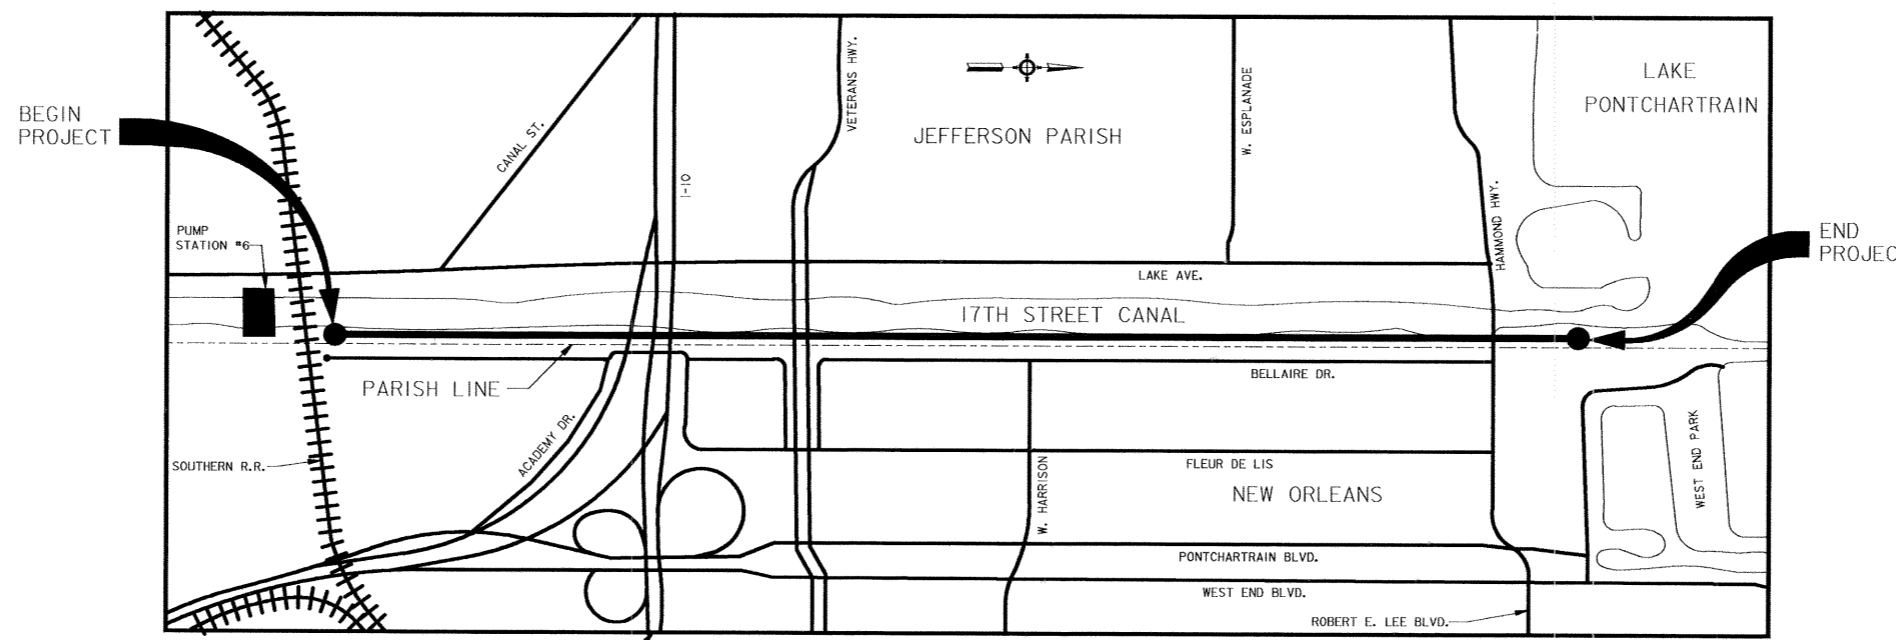 BEGIN
PROJECT
CANAL ST.
I-10
VETERANS HWY.
JEFFERSON PARISH
W. ESPLANADE
LAKE
PONTCHARTRAIN
HAMMOND HWY.
PUMP
STATION #6
END
PROJEC
LAKE AVE.
17TH STREET CANAL
PARISH LINE
BELLAIRE DR.
ACADEMY DR.
SOUTHERN R.R.
FLEUR DE LIS
W. HARRISON
NEW ORLEANS
WEST END PARK
PONTCHARTRAIN BLVD.
WEST END BLVD.
ROBERT E. LEE BLVD.